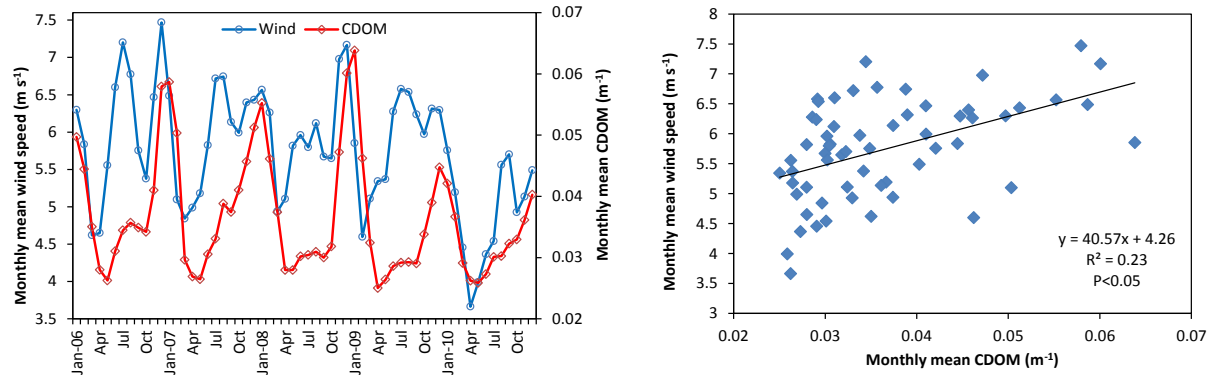 Wind CDOM
Monthly mean wind speed (m s⁻¹)
7.5
7
6.5
6
5.5
5
4.5
4
3.5
0.07
0.06
0.05
0.04
0.03
0.02
Monthly mean CDOM (m⁻¹)
Jan-06
Apr
Jul
Oct
Jan-07
Apr
Jul
Oct
Jan-08
Apr
Jul
Oct
Jan-09
Apr
Jul
Oct
Jan-10
Apr
Jul
Oct
Monthly mean wind speed (m s⁻¹)
8
7.5
7
6.5
6
5.5
5
4.5
4
3.5
3
y = 40.57x + 4.26
R² = 0.23
P<0.05
0.02 0.03 0.04 0.05 0.06 0.07
Monthly mean CDOM (m⁻¹)